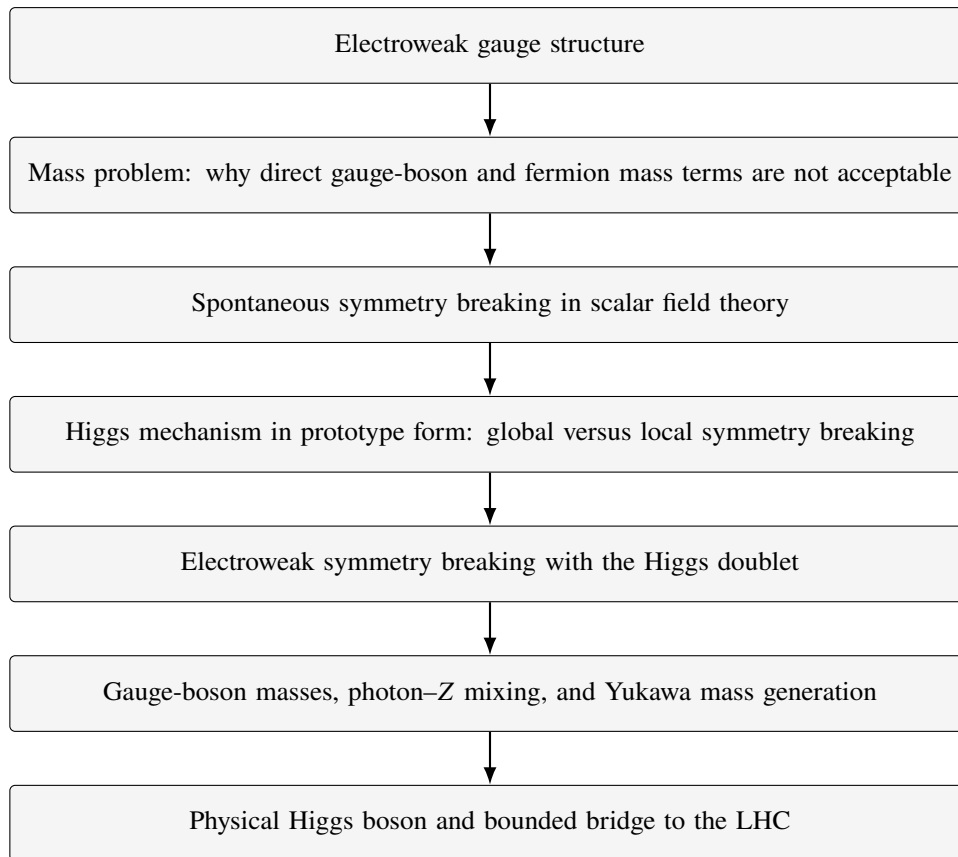 Electroweak gauge structure
Mass problem: why direct gauge-boson and fermion mass terms are not acceptable
Spontaneous symmetry breaking in scalar field theory
Higgs mechanism in prototype form: global versus local symmetry breaking
Electroweak symmetry breaking with the Higgs doublet
Gauge-boson masses, photon–Z mixing, and Yukawa mass generation
Physical Higgs boson and bounded bridge to the LHC